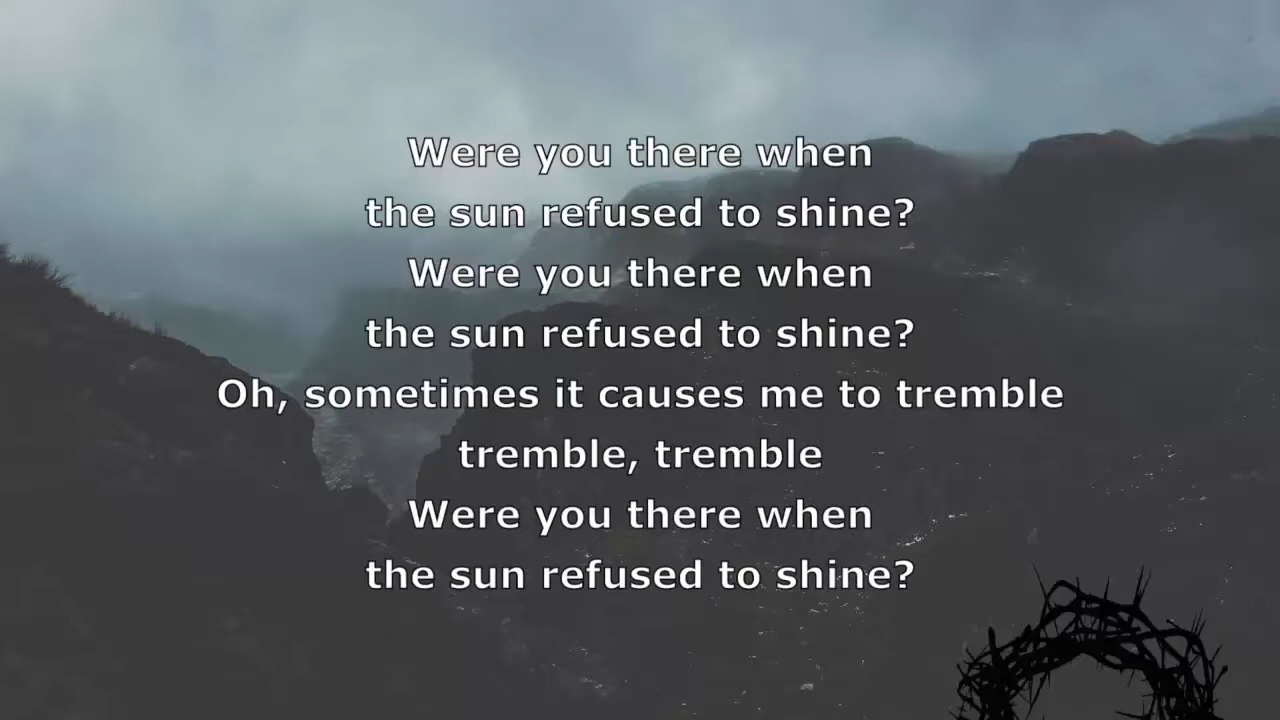 Were you there when
the sun refused to shine?
Were you there when
the sun refused to shine?
Oh, sometimes it causes me to tremble
tremble, tremble
Were you there when
the sun refused to shine?